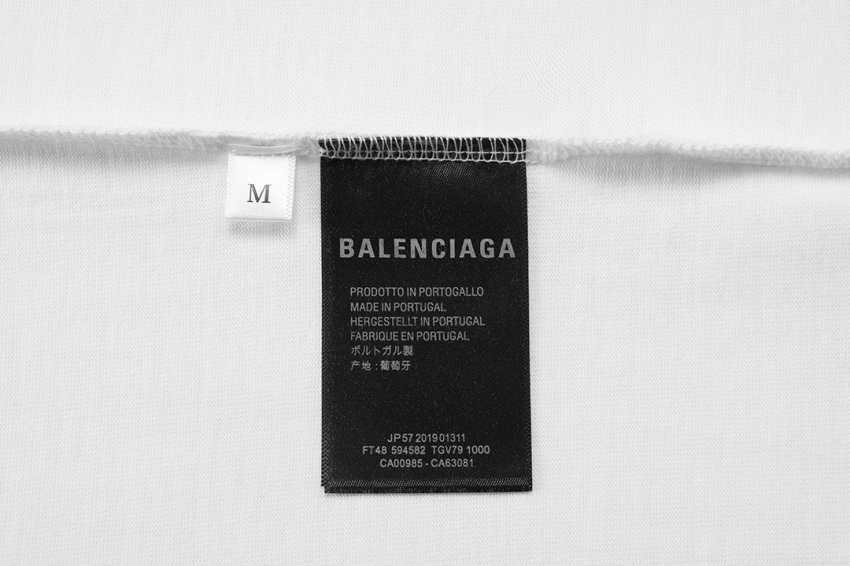 M
BALENCIAGA
PRODOTTO IN PORTOGALLO
MADE IN PORTUGAL
HERGESTELLT IN PORTUGAL
FABRIQUE EN PORTUGAL
ポルトガル製
产地:葡萄牙
JP57 201901311
FT48 594582 TGV79 1000
CA00985 - CA63081